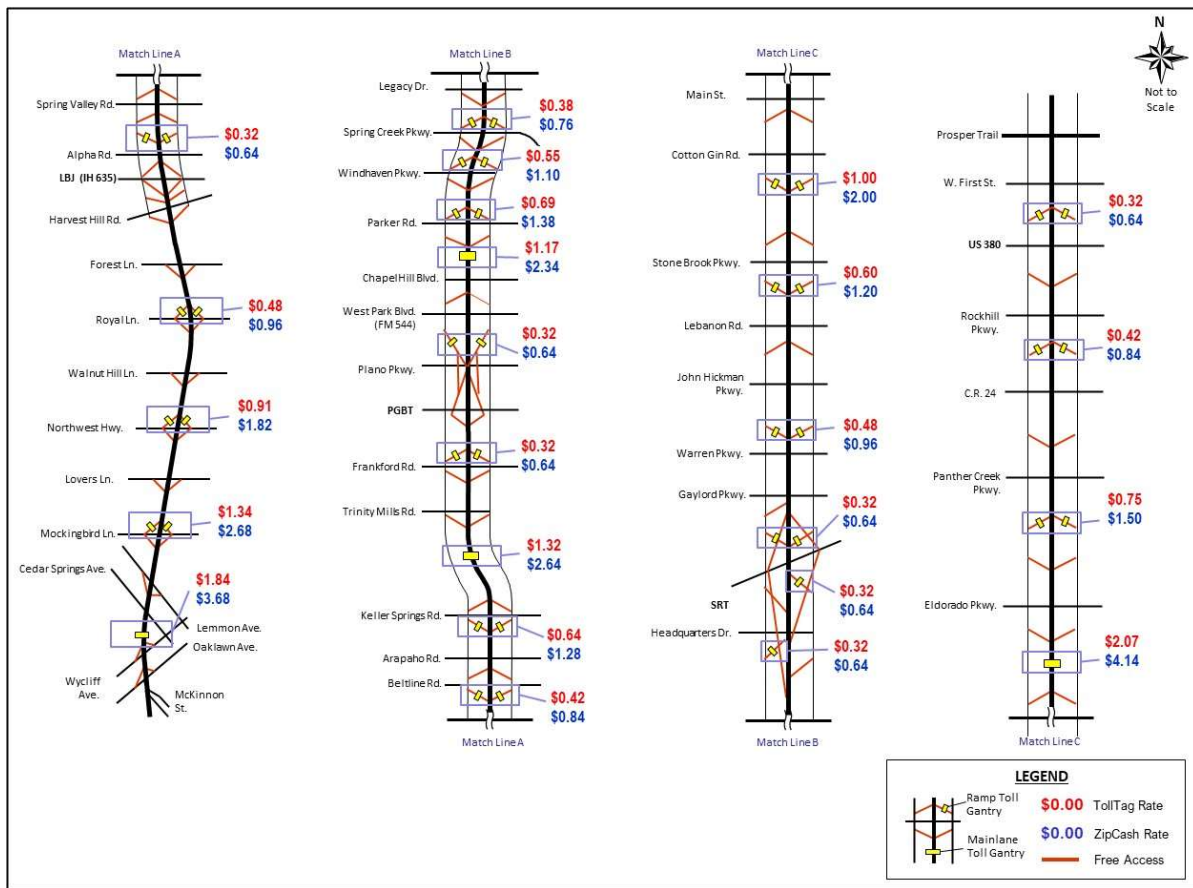 Match Line A
Spring Valley Rd.
$0.32
$0.64
Alpha Rd.
LBJ (IH 635)
Harvest Hill Rd.
Forest Ln.
$0.48
$0.96
Royal Ln.
Walnut Hill Ln.
$0.91
$1.82
Northwest Hwy.
Lovers Ln.
$1.34
$2.68
Mockingbird Ln.
Cedar Springs Ave.
$1.84
$3.68
Lemmon Ave.
Oaklawn Ave.
Wycliff
Ave.
McKinnon
St.
Match Line B
Legacy Dr.
$0.38
$0.76
Spring Creek Pkwy.
$0.55
$1.10
Windhaven Pkwy.
$0.69
$1.38
Parker Rd.
$1.17
$2.34
Chapel Hill Blvd.
West Park Blvd.
(FM 544)
$0.32
$0.64
Plano Pkwy.
PGBT
$0.32
$0.64
Frankford Rd.
Trinity Mills Rd.
$1.32
$2.64
Keller Springs Rd.
$0.64
$1.28
Arapaho Rd.
Beltline Rd.
$0.42
$0.84
Match Line A
Match Line C
Main St.
Cotton Gin Rd.
$1.00
$2.00
Stone Brook Pkwy.
$0.60
$1.20
Lebanon Rd.
John Hickman
Pkwy.
$0.48
$0.96
Warren Pkwy.
Gaylord Pkwy.
$0.32
$0.64
$0.32
$0.64
SRT
Headquarters Dr.
$0.32
$0.64
Match Line B
N
Not to
Scale
Prosper Trail
W. First St.
$0.32
$0.64
US 380
Rockhill
Pkwy.
$0.42
$0.84
C.R. 24
Panther Creek
Pkwy.
$0.75
$1.50
Eldorado Pkwy.
$2.07
$4.14
Match Line C
LEGEND
Ramp Toll
Gantry
$0.00 TollTag Rate
$0.00 ZipCash Rate
Mainlane
Toll Gantry
Free Access